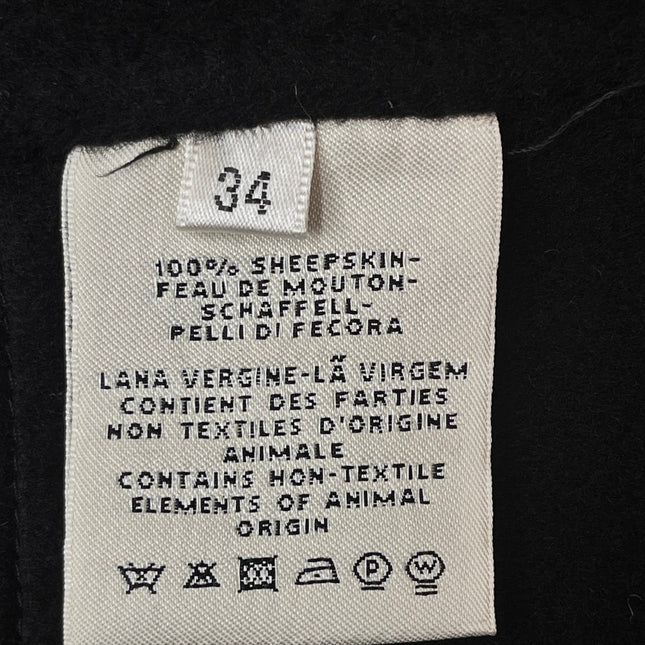 34
100% SHEEPSKIN-
FEAU DE MOUTON-
SCHAFFELL-
PELLI DI FECORA
LANA VERGINE-LÃ VIRGEM
CONTIENT DES FARTIES
NON TEXTILES D'ORIGINE
ANIMALE
CONTAINS HON-TEXTILE
ELEMENTS OF ANIMAL
ORIGIN
P W